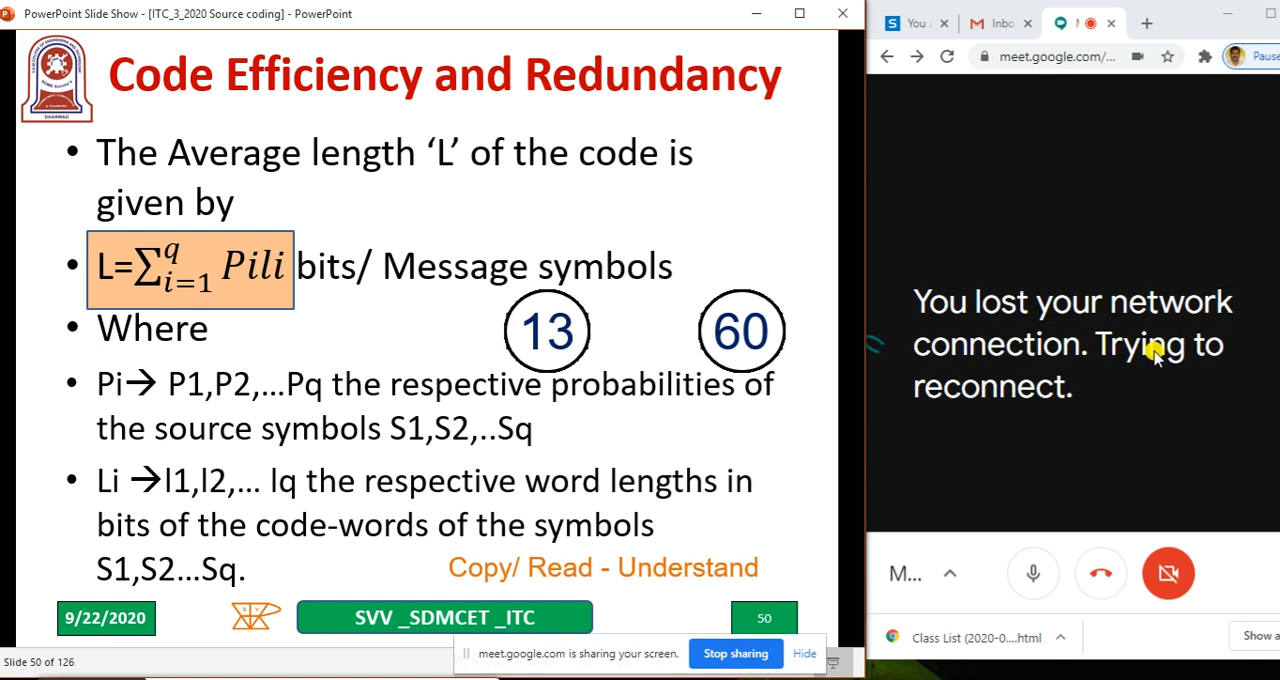 PowerPoint Slide Show - [ITC_3_2020 Source coding] - PowerPoint
Code Efficiency and Redundancy
• The Average length ‘L’ of the code is
given by
• L=∑_{i=1}^{q} Pili bits/ Message symbols
• Where
13 60
Pi→ P1,P2,...Pq the respective probabilities of
the source symbols S1,S2,..Sq
• Li →l1,l2,... lq the respective word lengths in
bits of the code-words of the symbols
S1,S2...Sq.
Copy/ Read - Understand
DHARWAD
9/22/2020
S V
SVV _SDMCET _ITC
50
Slide 50 of 126
meet.google.com is sharing your screen.
Stop sharing
Hide
S You
Inbo
meet.google.com/...
Pause
You lost your network
connection. Trying to
reconnect.
M...
Class List (2020-0....html
Show a